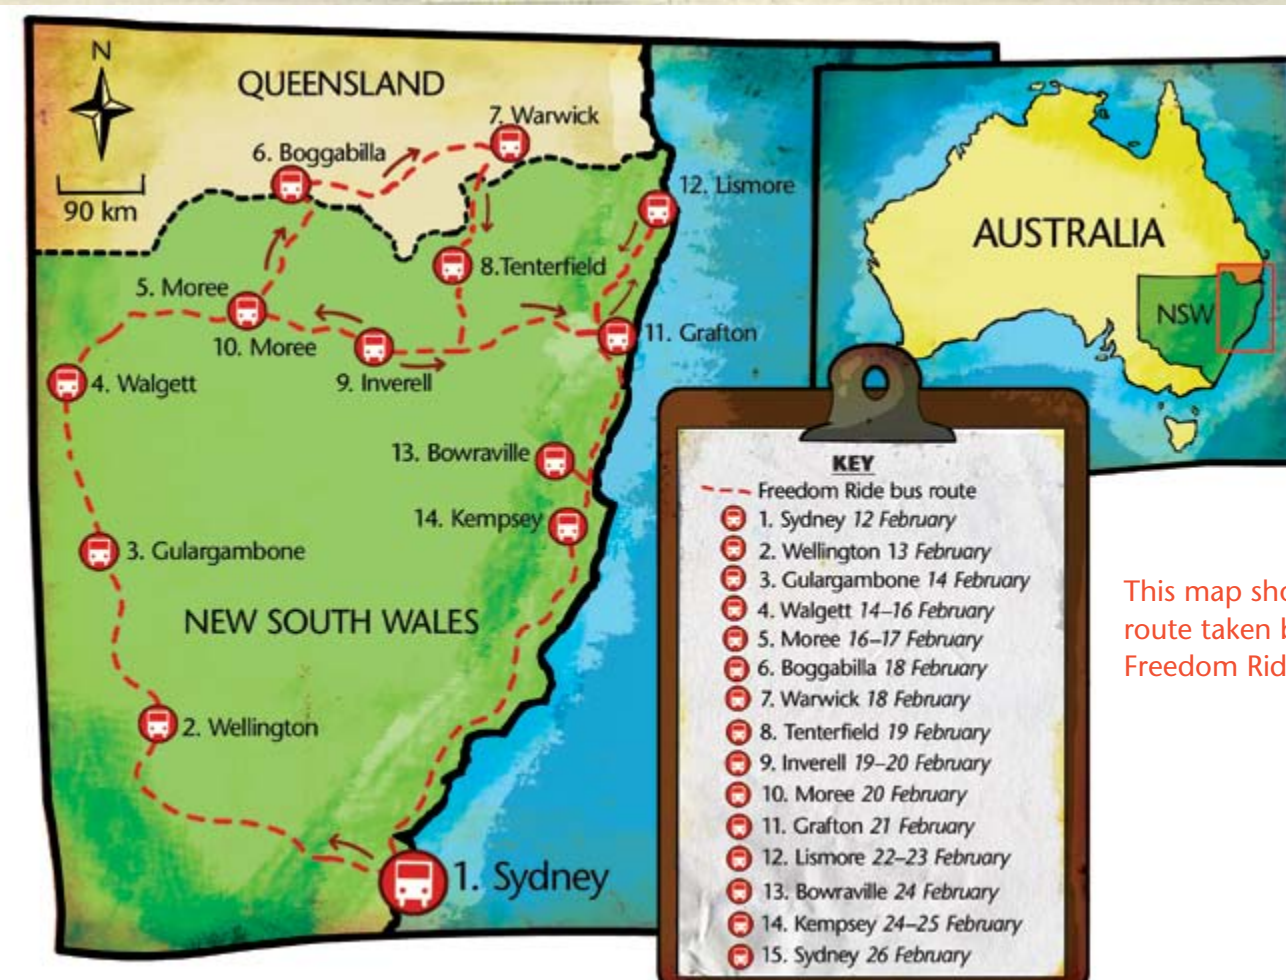 N
QUEENSLAND
7. Warwick
6. Boggabilla
12. Lismore
90 km
8.Tenterfield
5. Moree
10. Moree
11. Grafton
4. Walgett
9. Inverell
13. Bowraville
14. Kempsey
3. Gulargambone
NEW SOUTH WALES
2. Wellington
1. Sydney
AUSTRALIA
NSW
KEY
Freedom Ride bus route
1. Sydney 12 February
2. Wellington 13 February
3. Gulargambone 14 February
4. Walgett 14–16 February
5. Moree 16–17 February
6. Boggabilla 18 February
7. Warwick 18 February
8. Tenterfield 19 February
9. Inverell 19–20 February
10. Moree 20 February
11. Grafton 21 February
12. Lismore 22–23 February
13. Bowraville 24 February
14. Kempsey 24–25 February
15. Sydney 26 February
This map sho
route taken b
Freedom Rid